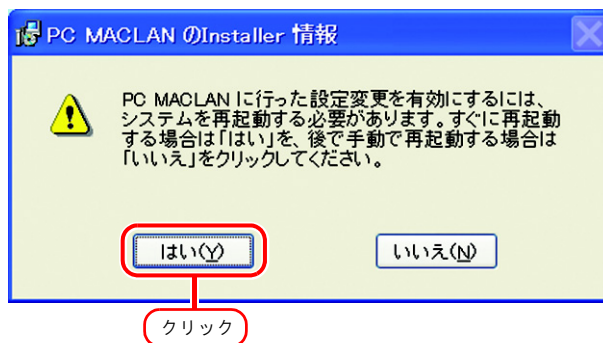 PC MACLAN のInstaller 情報
PC MACLAN に行った設定変更を有効にするには、
システムを再起動する必要があります。すぐに再起動
する場合は「はい」を、後で手動で再起動する場合は
「いいえ」をクリックしてください。
はい(Y)
いいえ(N)
クリック